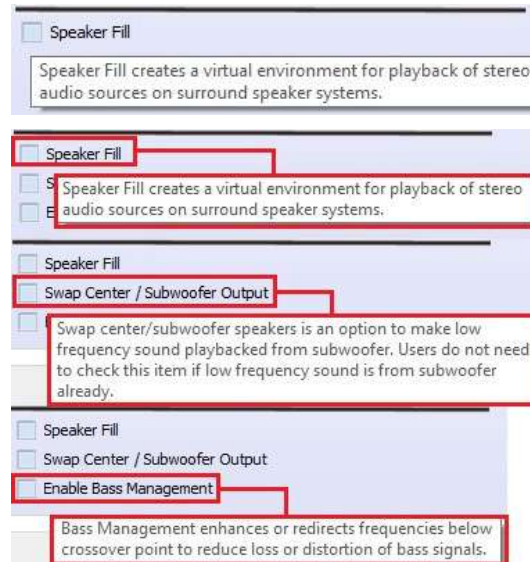 Speaker Fill
Speaker Fill creates a virtual environment for playback of stereo
audio sources on surround speaker systems.
Speaker Fill
S
Speaker Fill creates a virtual environment for playback of stereo
E
audio sources on surround speaker systems.
Speaker Fill
Swap Center / Subwoofer Output
Swap center/subwoofer speakers is an option to make low
frequency sound playbacked from subwoofer. Users do not need
to check this item if low frequency sound is from subwoofer
already.
Speaker Fill
Swap Center / Subwoofer Output
Enable Bass Management
Bass Management enhances or redirects frequencies below
crossover point to reduce loss or distortion of bass signals.